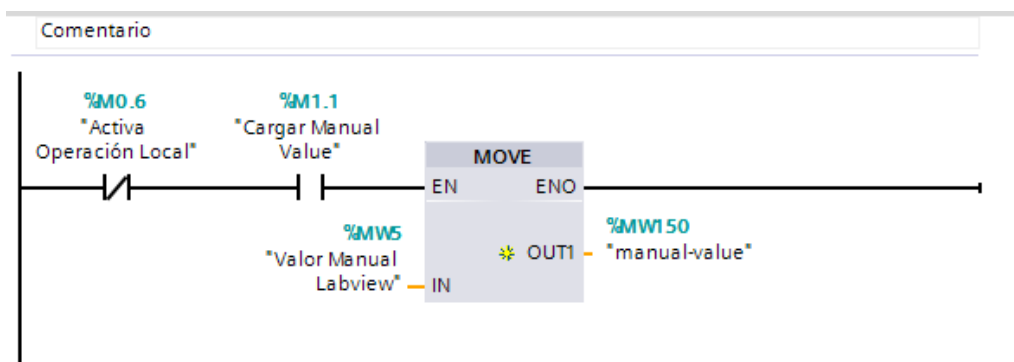 Comentario
%M0.6
"Activa
Operación Local"
%M1.1
"Cargar Manual
Value"
MOVE
EN
ENO
%MW5
"Valor Manual
Labview"
IN
OUT1
%MW150
"manual-value"